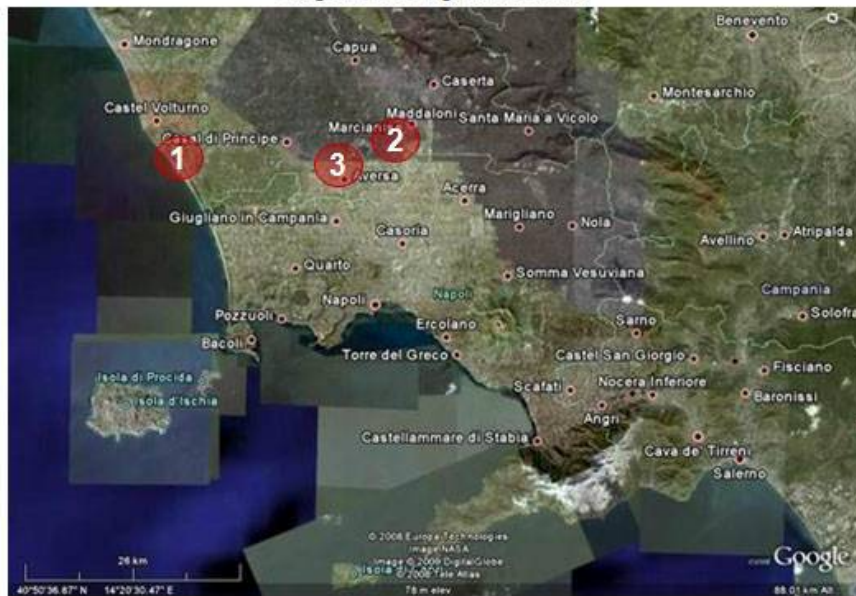 Mondragone
Benevento
Capua
Caserta
Montesarchio
Castel Volturno
Maddaloni
Santa Maria a Vicolo
Casal di Principe
1
2
3
Aversa
Acerra
Giugliano in Campania
Marigliano
Nola
Casoria
Avellino
Atripalda
Quarto
Somma Vesuviana
Napoli
Napoli
Campania
Pozzuoli
Ercolano
Sarno
Solofra
Bacoli
Torre del Greco
Castel San Giorgio
Fisciano
Isola di Procida
Scafati
Nocera Inferiore
Baronissi
Isola d'Ischia
Angri
Castellammare di Stabia
Cava de' Tirreni
Salerno
© 2008 Europa Technologies
Image NASA
Image © 2009 DigitalGlobe
© 2008 Tele Atlas
26 km
Google
40°50'36.87" N 14°20'30.47" E
78 m elev
88.01 km Alt